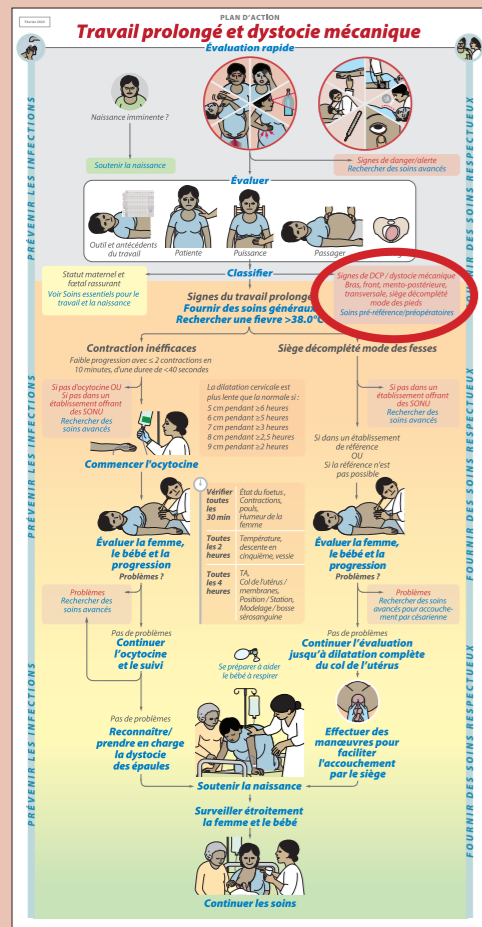 Février 2025
PLAN D'ACTION
Travail prolongé et dystocie mécanique
Évaluation rapide
PRÉVENIR LES INFECTIONS
FOURNIR DES SOINS RESPECTUEUX
Naissance imminente ?
Soutenir la naissance
Signes de danger/alerte
Rechercher des soins avancés
Évaluer
Outil et antécédents
du travail
Patiente
Puissance
Passager
Classifier
Statut maternel et
fœtal rassurant
Voir Soins essentiels pour le
travail et la naissance
Signes de DCP / dystocie mécanique
Bras, front, mento-postérieure,
transversale, siège décomplété
mode des pieds
Soins pré-référence/préopératoires
Signes du travail prolongé
Fournir des soins généraux
Rechercher une fievre >38.0°C
Contraction inéfficaces
Faible progression avec ≤ 2 contractions en
10 minutes, d'une duree de <40 secondes
Siège décomplété mode des fesses
Si pas d'ocytocine OU
Si pas dans un
établissement offrant
des SONU
Rechercher des
soins avancés
La dilatation cervicale est
plus lente que la normale si :
5 cm pendant ≥6 heures
6 cm pendant ≥5 heures
7 cm pendant ≥3 heures
8 cm pendant ≥2,5 heures
9 cm pendant ≥2 heures
Si pas dans un
établissement offrant
des SONU
Rechercher des
soins avancés
Commencer l'ocytocine
Si dans un établissement
de référence
OU
Si la référence n'est
pas possible
PRÉVENIR LES INFECTIONS
FOURNIR DES SOINS RESPECTUEUX
Vérifier
toutes
les
30 min
État du foetus ,
Contractions,
pouls,
Humeur de la
femme
Toutes
les 2
heures
Température,
descente en
cinquième, vessie
Toutes
les 4
heures
TA,
Col de l'utérus /
membranes,
Position / Station,
Modelage / bosse
sérosanguine
Évaluer la femme,
le bébé et la
progression
Problèmes ?
Évaluer la femme,
le bébé et la
progression
Problèmes ?
Problèmes
Rechercher des
soins avancés
Problèmes
Rechercher des soins
avancés pour accouche-
ment par césarienne
Pas de problèmes
Continuer
l'ocytocine
et le suivi
Pas de problèmes
Continuer l'évaluation
jusqu'à dilatation complète
du col de l'utérus
Se préparer à aider
le bébé à respirer
PRÉVENIR LES INFECTIONS
FOURNIR DES SOINS RESPECTUEUX
Pas de problèmes
Reconnaître/
prendre en charge
la dystocie
des épaules
Effectuer des
manœuvres pour
faciliter
l'accouchement
par le siège
Soutenir la naissance
Surveiller étroitement
la femme et le bébé
Continuer les soins